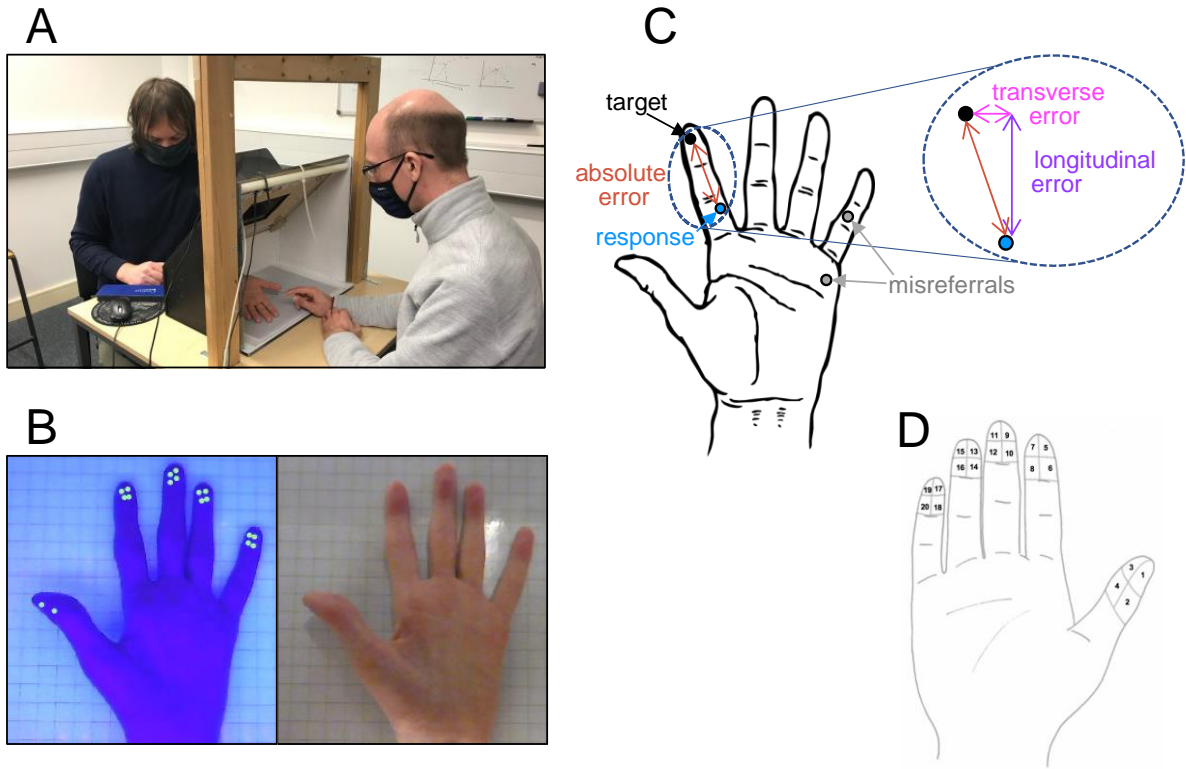 A
B
C
target
absolute
error
response
misreferrals
transverse
error
longitudinal
error
D
11 9
12 10
15 13
16 14
7 5
8 6
19 17
20 18
3
1
4
2